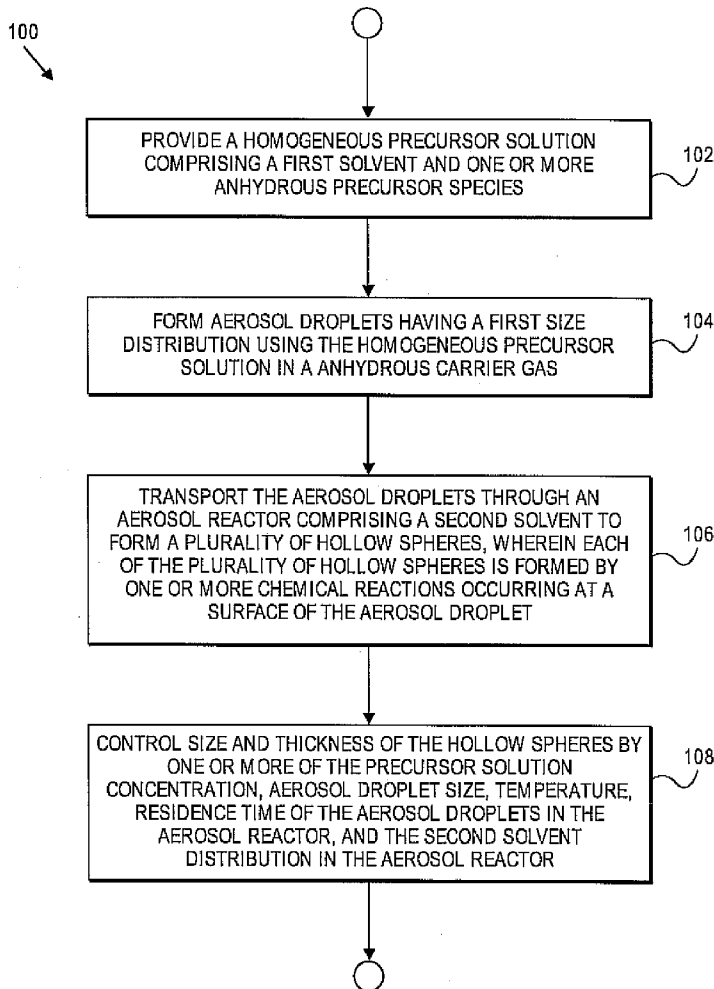 100
PROVIDE A HOMOGENEOUS PRECURSOR SOLUTION
COMPRISING A FIRST SOLVENT AND ONE OR MORE
ANHYDROUS PRECURSOR SPECIES
102
FORM AEROSOL DROPLETS HAVING A FIRST SIZE
DISTRIBUTION USING THE HOMOGENEOUS PRECURSOR
SOLUTION IN A ANHYDROUS CARRIER GAS
104
TRANSPORT THE AEROSOL DROPLETS THROUGH AN
AEROSOL REACTOR COMPRISING A SECOND SOLVENT TO
FORM A PLURALITY OF HOLLOW SPHERES, WHEREIN EACH
OF THE PLURALITY OF HOLLOW SPHERES IS FORMED BY
ONE OR MORE CHEMICAL REACTIONS OCCURRING AT A
SURFACE OF THE AEROSOL DROPLET
106
CONTROL SIZE AND THICKNESS OF THE HOLLOW SPHERES BY
ONE OR MORE OF THE PRECURSOR SOLUTION
CONCENTRATION, AEROSOL DROPLET SIZE, TEMPERATURE,
RESIDENCE TIME OF THE AEROSOL DROPLETS IN THE
AEROSOL REACTOR, AND THE SECOND SOLVENT
DISTRIBUTION IN THE AEROSOL REACTOR
108